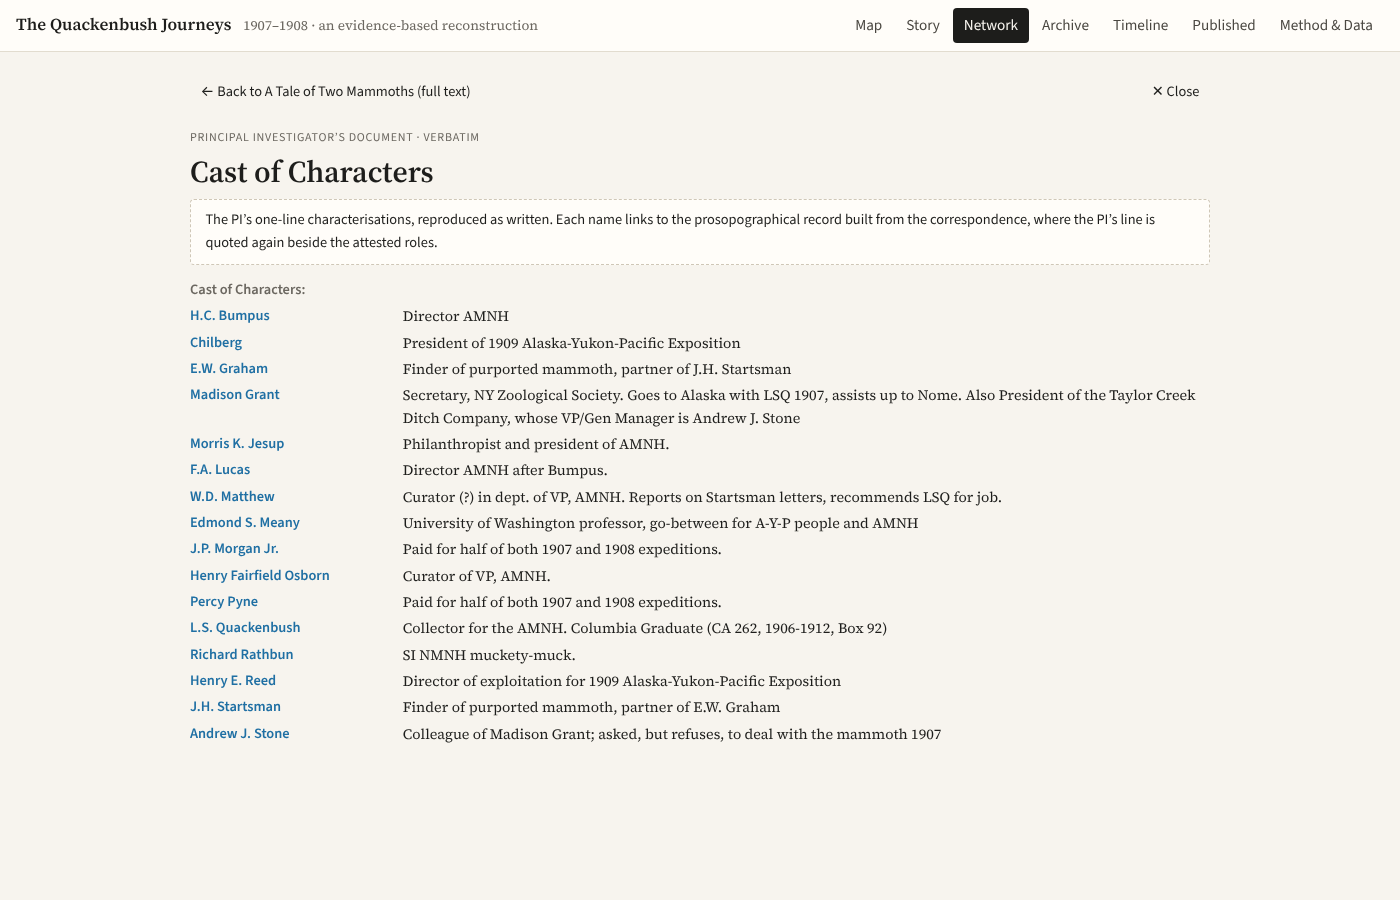 The Quackenbush Journeys 1907–1908 · an evidence-based reconstruction
Map Story Network Archive Timeline Published Method & Data
← Back to A Tale of Two Mammoths (full text)
✕ Close
PRINCIPAL INVESTIGATOR’S DOCUMENT · VERBATIM
Cast of Characters
The PI’s one-line characterisations, reproduced as written. Each name links to the prosopographical record built from the correspondence, where the PI’s line is
quoted again beside the attested roles.
Cast of Characters:
H.C. Bumpus Director AMNH
Chilberg President of 1909 Alaska-Yukon-Pacific Exposition
E.W. Graham Finder of purported mammoth, partner of J.H. Startsman
Madison Grant Secretary, NY Zoological Society. Goes to Alaska with LSQ 1907, assists up to Nome. Also President of the Taylor Creek
Ditch Company, whose VP/Gen Manager is Andrew J. Stone
Morris K. Jesup Philanthropist and president of AMNH.
F.A. Lucas Director AMNH after Bumpus.
W.D. Matthew Curator (?) in dept. of VP, AMNH. Reports on Startsman letters, recommends LSQ for job.
Edmond S. Meany University of Washington professor, go-between for A-Y-P people and AMNH
J.P. Morgan Jr. Paid for half of both 1907 and 1908 expeditions.
Henry Fairfield Osborn Curator of VP, AMNH.
Percy Pyne Paid for half of both 1907 and 1908 expeditions.
L.S. Quackenbush Collector for the AMNH. Columbia Graduate (CA 262, 1906-1912, Box 92)
Richard Rathbun SI NMNH muckety-muck.
Henry E. Reed Director of exploitation for 1909 Alaska-Yukon-Pacific Exposition
J.H. Startsman Finder of purported mammoth, partner of E.W. Graham
Andrew J. Stone Colleague of Madison Grant; asked, but refuses, to deal with the mammoth 1907